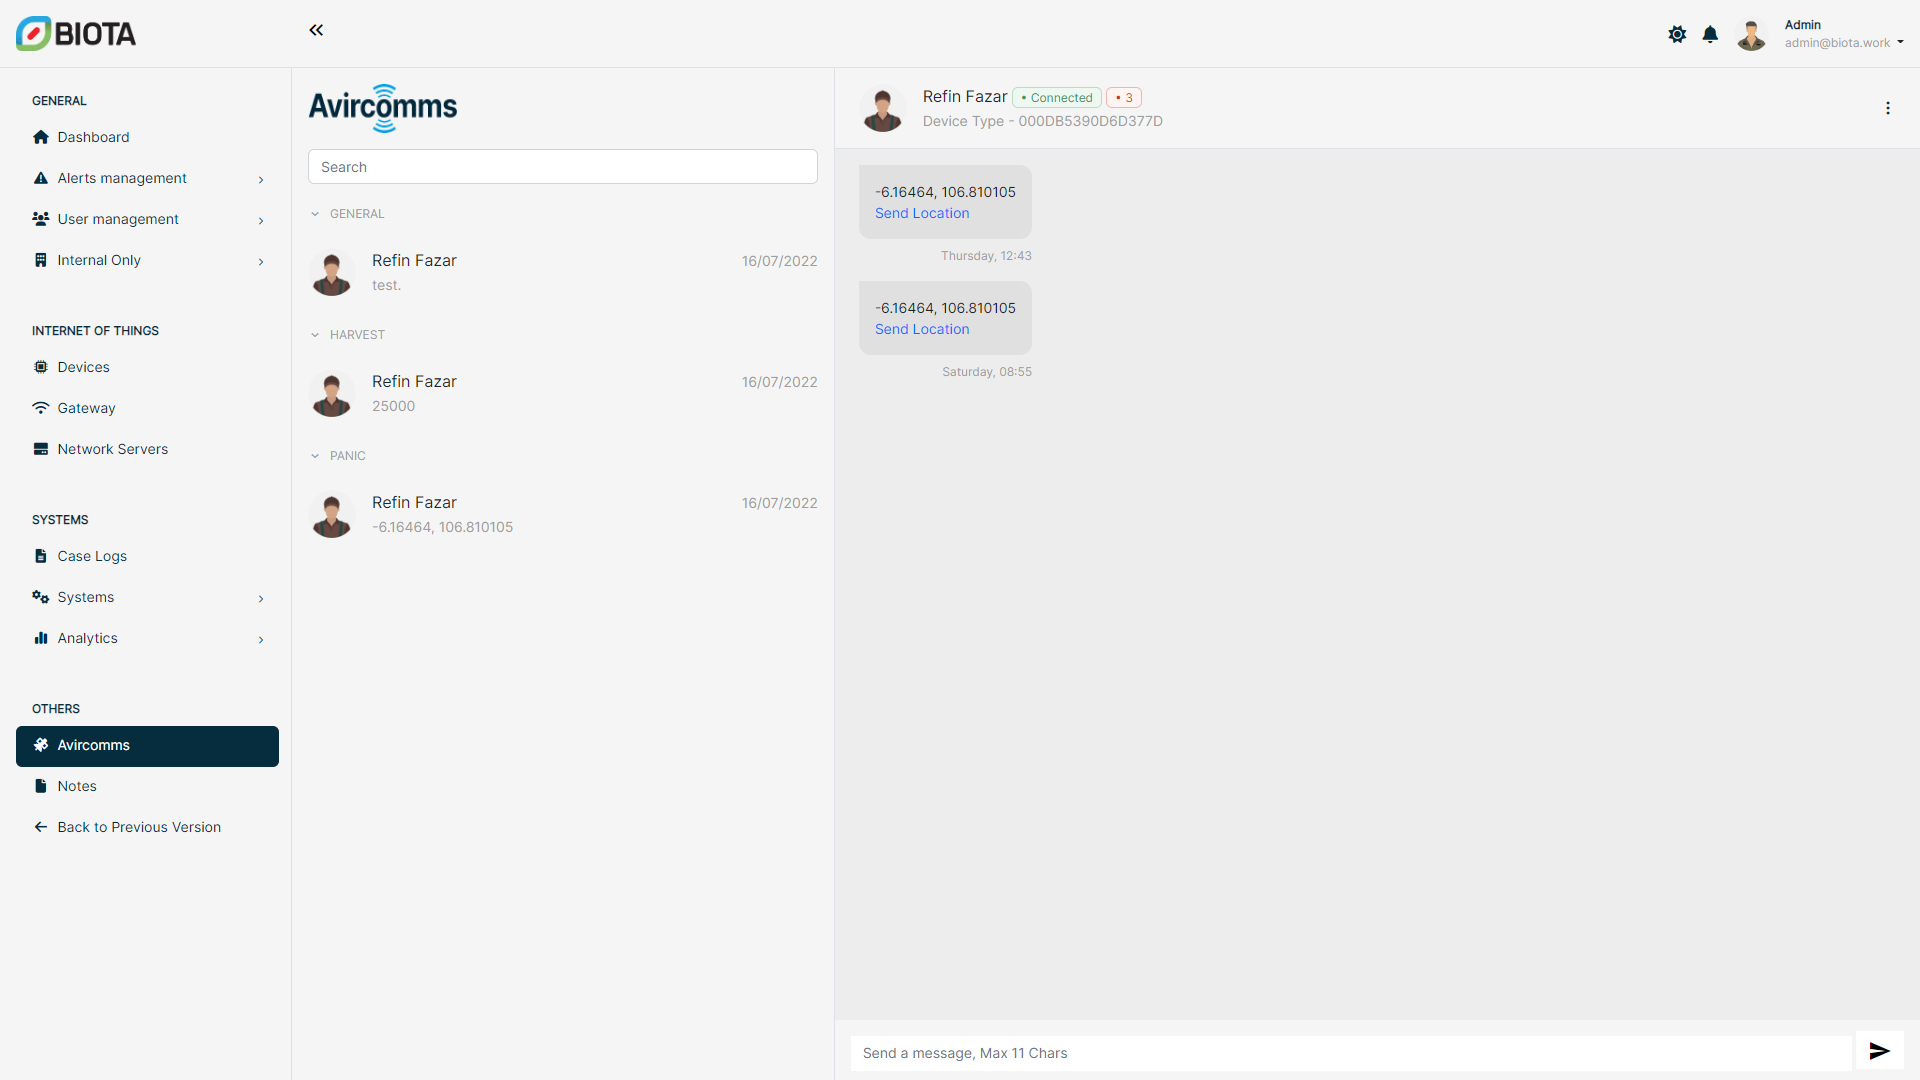 BIOTA
Admin
admin@biota.work
GENERAL
Dashboard
Alerts management
User management
Internal Only
INTERNET OF THINGS
Devices
Gateway
Network Servers
SYSTEMS
Case Logs
Systems
Analytics
OTHERS
Avircomms
Notes
Back to Previous Version
Avircomms
Search
GENERAL
Refin Fazar 16/07/2022
test.
HARVEST
Refin Fazar 16/07/2022
25000
PANIC
Refin Fazar 16/07/2022
-6.16464, 106.810105
Refin Fazar • Connected • 3
Device Type - 000DB5390D6D377D
-6.16464, 106.810105
Send Location
Thursday, 12:43
-6.16464, 106.810105
Send Location
Saturday, 08:55
Send a message, Max 11 Chars